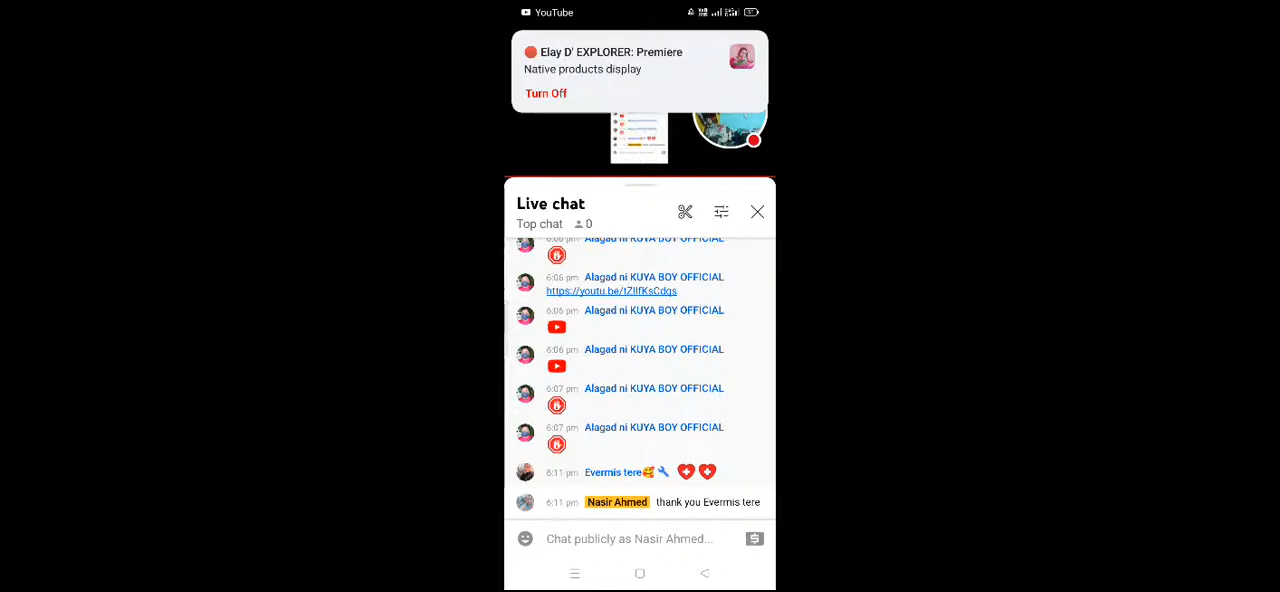 YouTube
Elay D' EXPLORER: Premiere
Native products display
Turn Off
Live chat
Top chat 0
6:06 pm Alagad ni KUYA BOY OFFICIAL
6:06 pm Alagad ni KUYA BOY OFFICIAL
https://youtu.be/tZIlfKsCdqs
6:06 pm Alagad ni KUYA BOY OFFICIAL
6:06 pm Alagad ni KUYA BOY OFFICIAL
6:07 pm Alagad ni KUYA BOY OFFICIAL
6:07 pm Alagad ni KUYA BOY OFFICIAL
6:11 pm Evermis tere🥰
6:11 pm Nasir Ahmed thank you Evermis tere
Chat publicly as Nasir Ahmed...